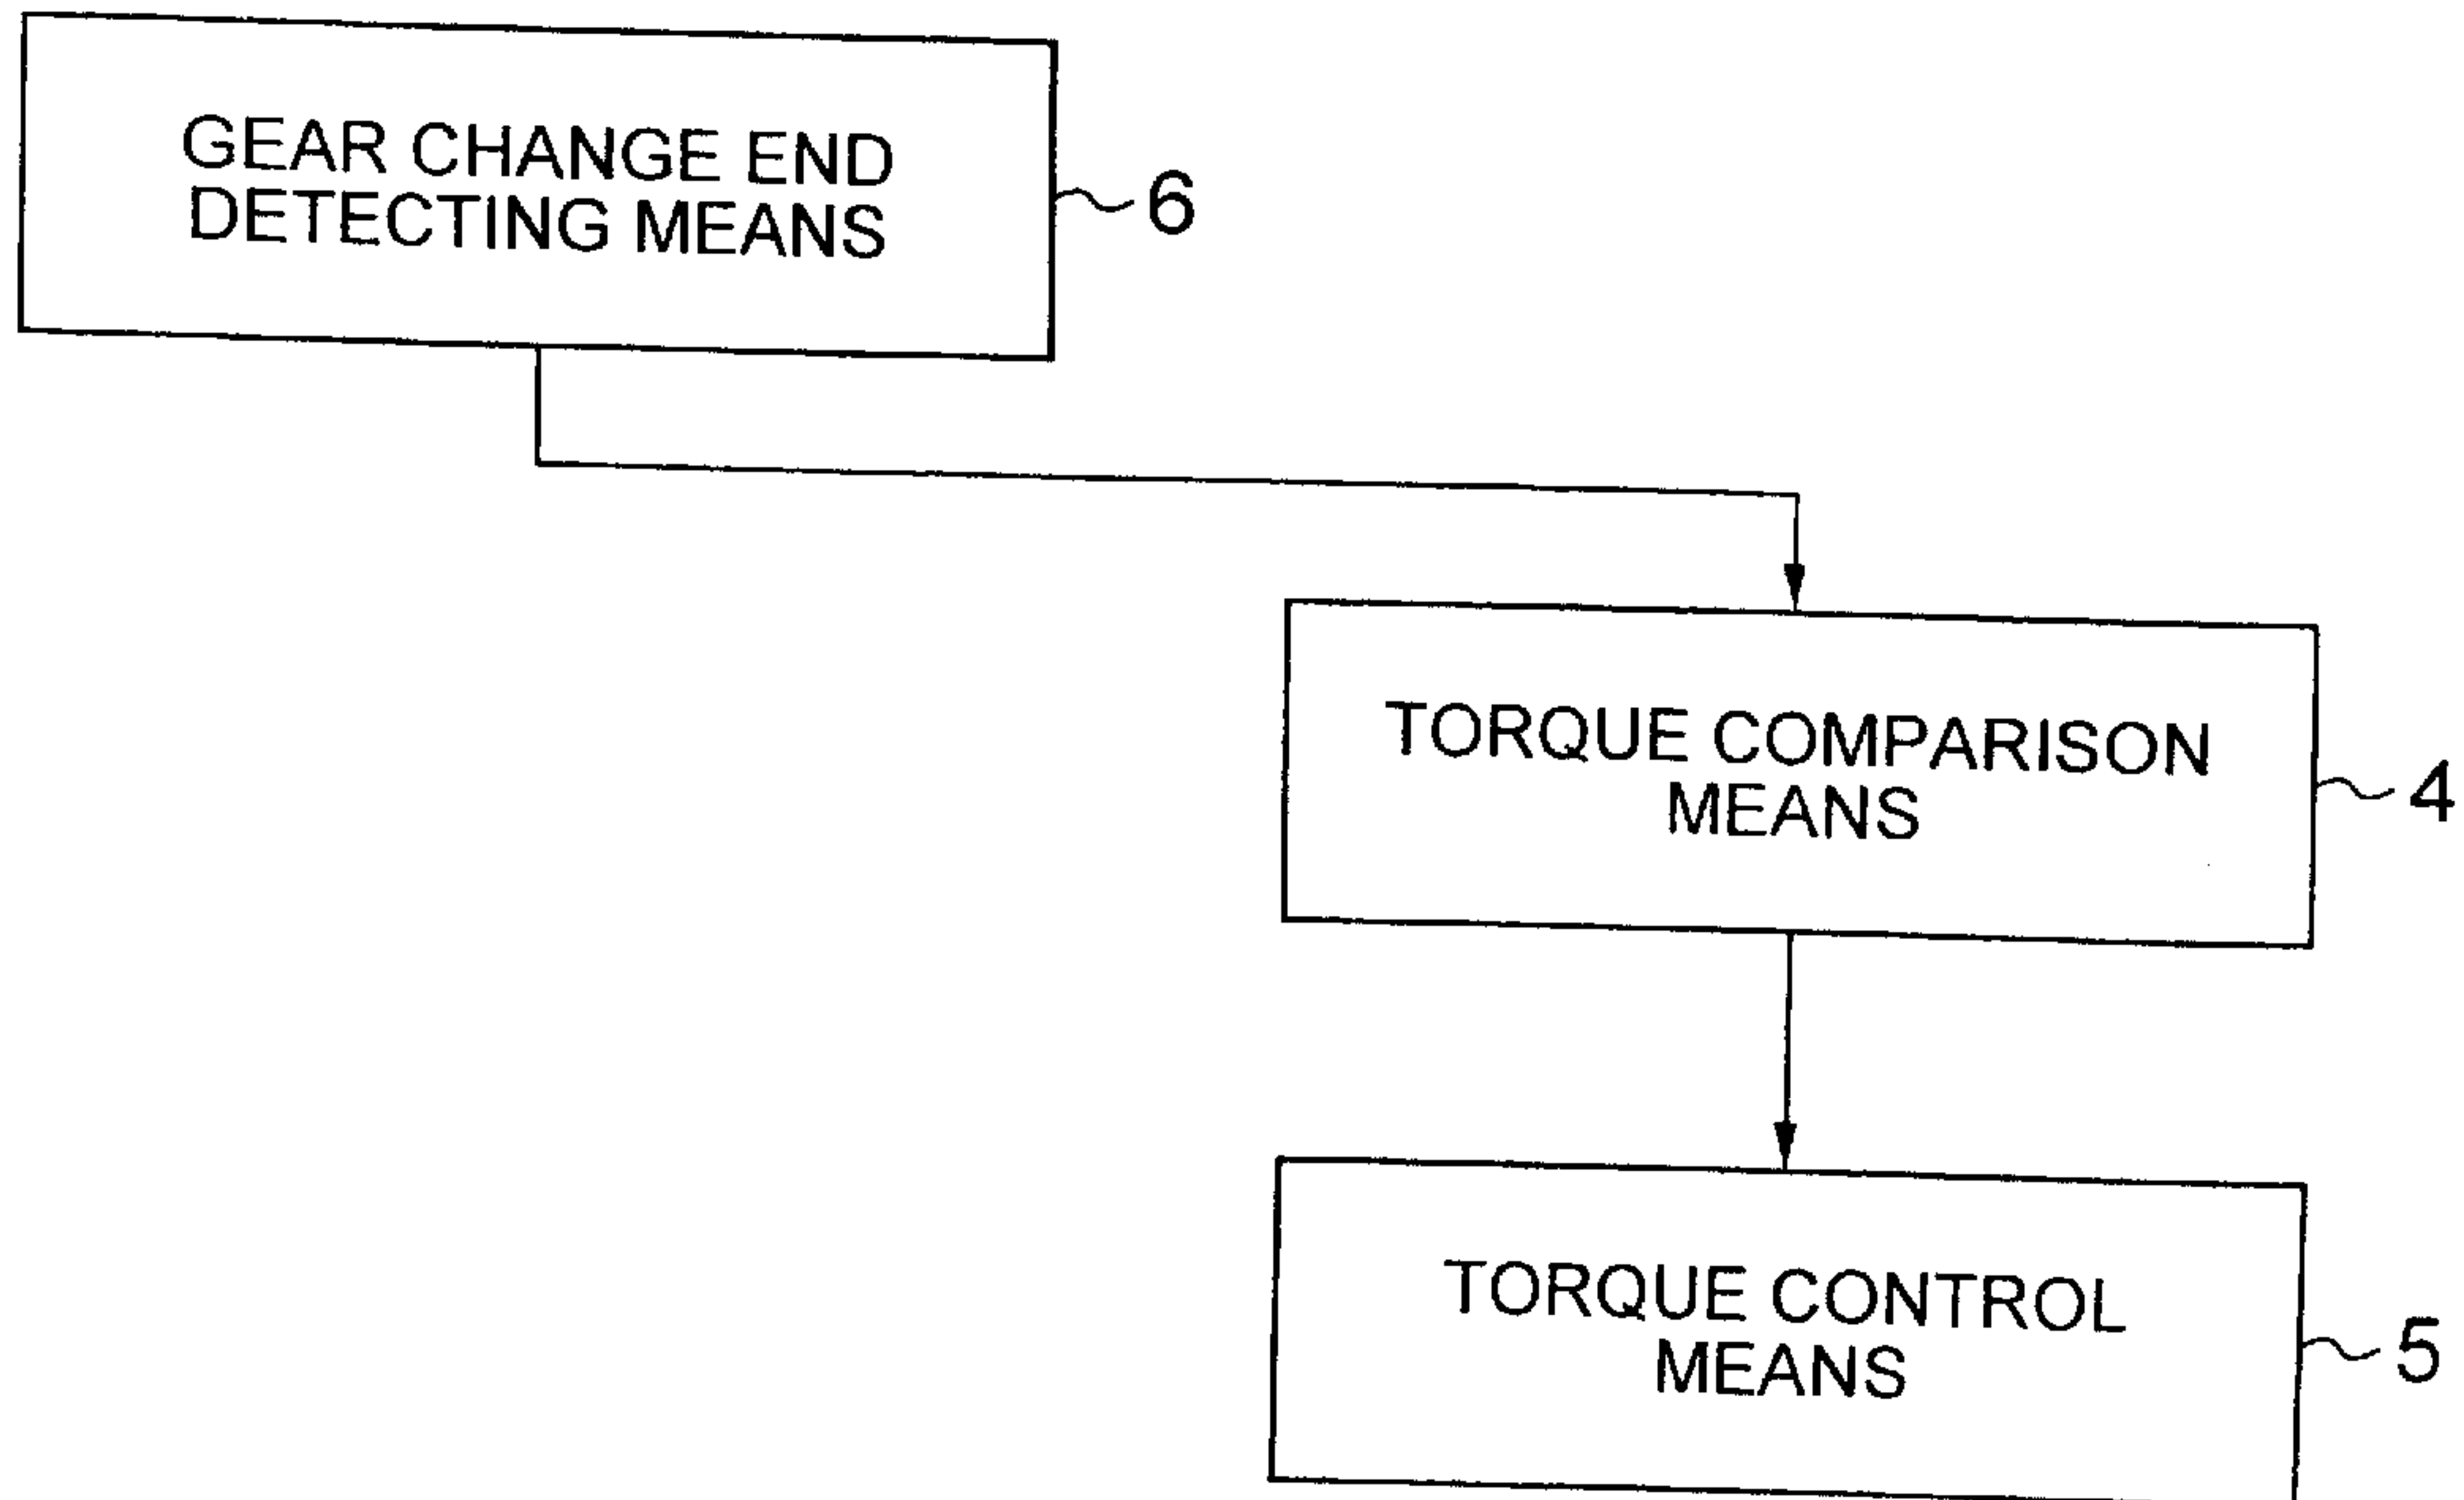 GEAR CHANGE END
DETECTING MEANS
6
TORQUE COMPARISON
MEANS
4
TORQUE CONTROL
MEANS
5